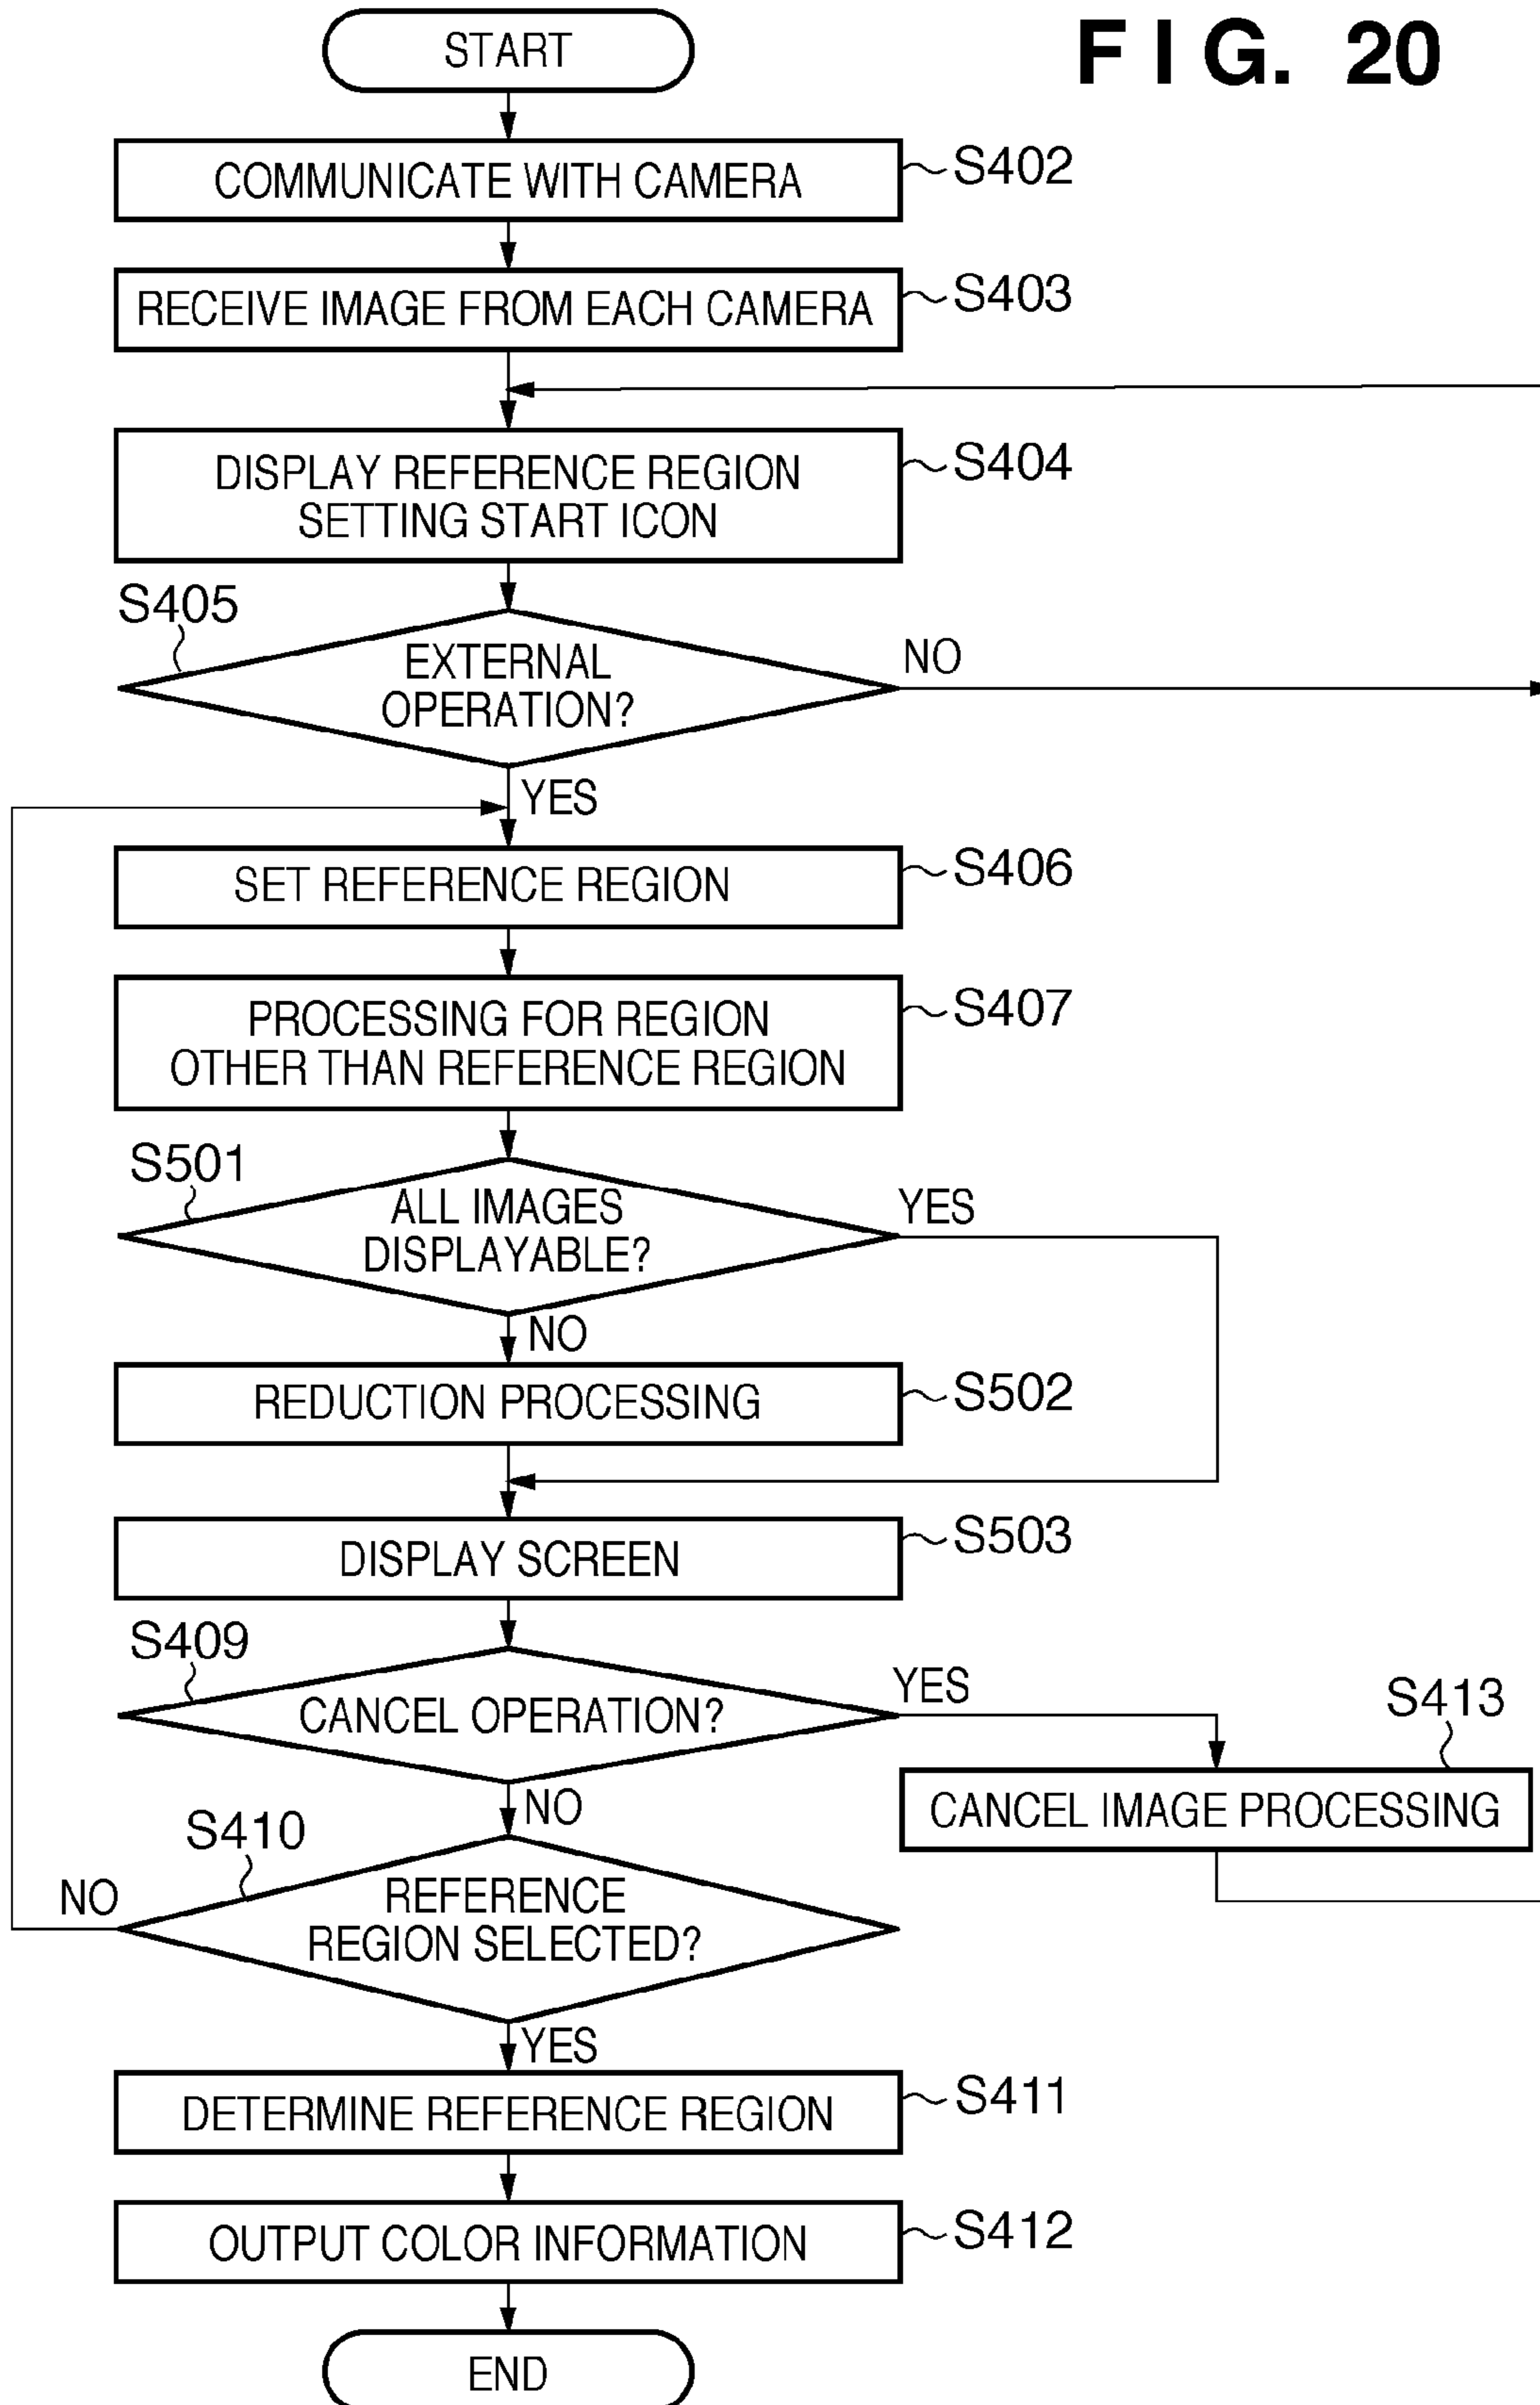 FIG. 20
START
COMMUNICATE WITH CAMERA
S402
RECEIVE IMAGE FROM EACH CAMERA
S403
DISPLAY REFERENCE REGION
SETTING START ICON
S404
S405
EXTERNAL
OPERATION?
NO
YES
SET REFERENCE REGION
S406
PROCESSING FOR REGION
OTHER THAN REFERENCE REGION
S407
S501
ALL IMAGES
DISPLAYABLE?
YES
NO
REDUCTION PROCESSING
S502
DISPLAY SCREEN
S503
S409
CANCEL OPERATION?
YES
S413
CANCEL IMAGE PROCESSING
NO
S410
REFERENCE
REGION SELECTED?
NO
YES
DETERMINE REFERENCE REGION
S411
OUTPUT COLOR INFORMATION
S412
END